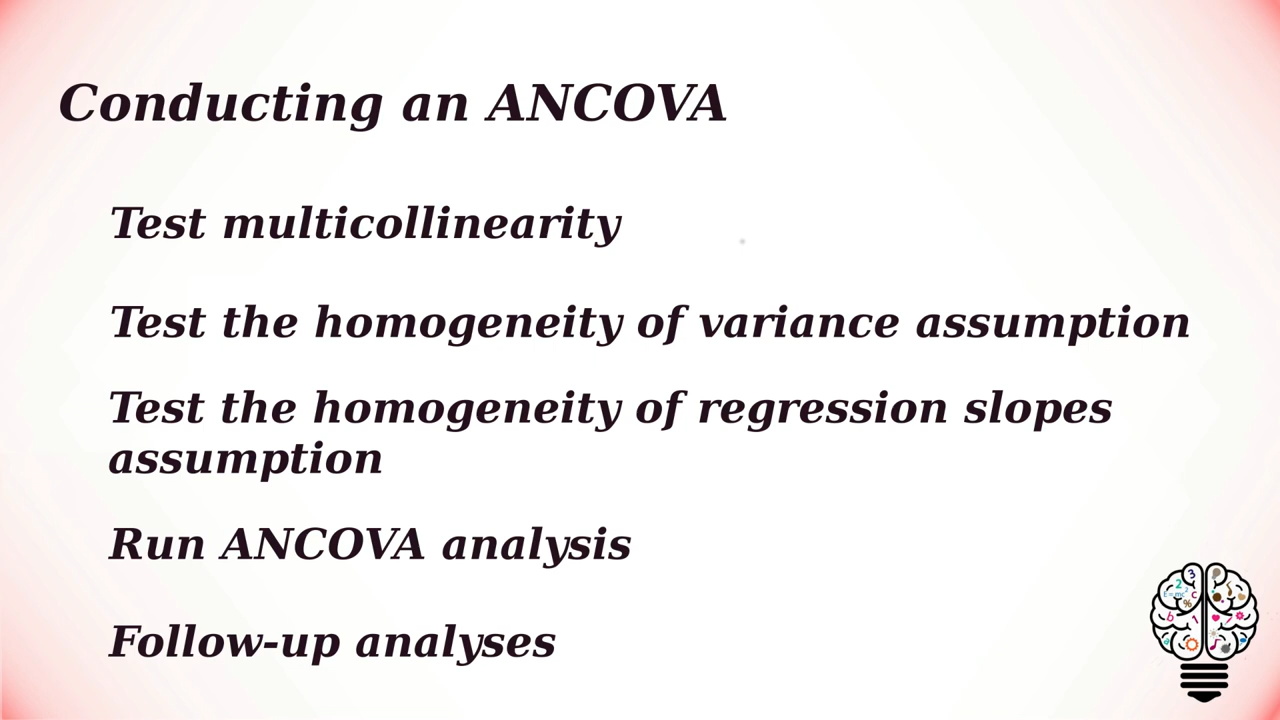 Conducting an ANCOVA
Test multicollinearity
Test the homogeneity of variance assumption
Test the homogeneity of regression slopes
assumption
Run ANCOVA analysis
Follow-up analyses